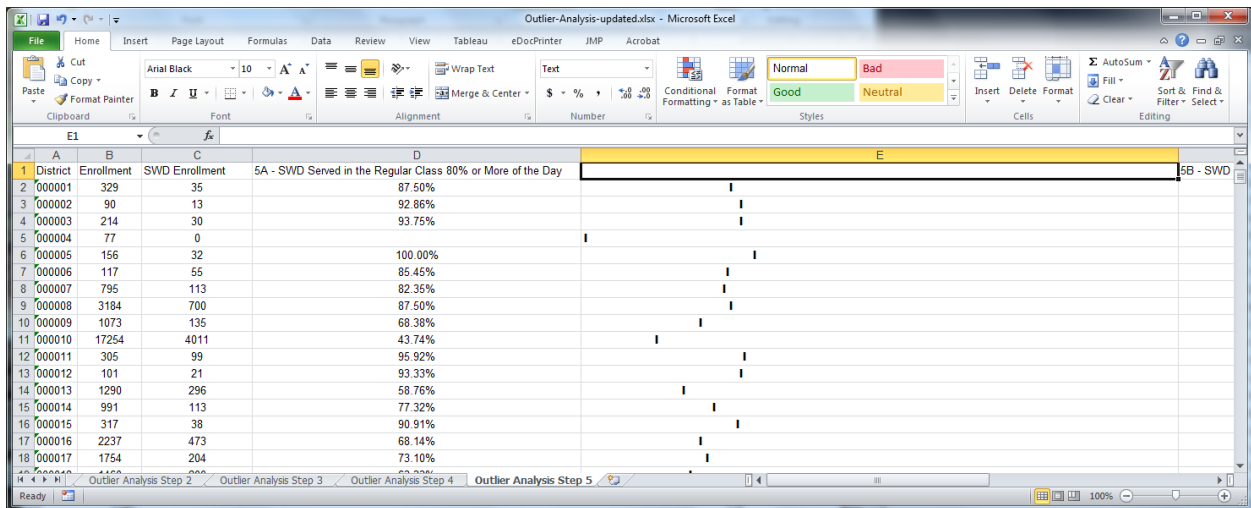 Outlier-Analysis-updated.xlsx - Microsoft Excel
File Home Insert Page Layout Formulas Data Review View Tableau eDocPrinter JMP Acrobat
Cut
Copy
Format Painter
Paste
Clipboard
Arial Black 10
B I U
Font
Wrap Text
Merge & Center
Alignment
Text
$ % , .00 .0
Number
Conditional Formatting
Format as Table
Normal Bad
Good Neutral
Styles
Insert Delete Format
Cells
Σ AutoSum
Fill
Clear
Sort & Filter
Find & Select
Editing
E1 fx
A B C D E
1 District Enrollment SWD Enrollment 5A - SWD Served in the Regular Class 80% or More of the Day 5B - SWD
2 000001 329 35 87.50% I
3 000002 90 13 92.86% I
4 000003 214 30 93.75% I
5 000004 77 0 I
6 000005 156 32 100.00% I
7 000006 117 55 85.45% I
8 000007 795 113 82.35% I
9 000008 3184 700 87.50% I
10 000009 1073 135 68.38% I
11 000010 17254 4011 43.74% I
12 000011 305 99 95.92% I
13 000012 101 21 93.33% I
14 000013 1290 296 58.76% I
15 000014 991 113 77.32% I
16 000015 317 38 90.91% I
17 000016 2237 473 68.14% I
18 000017 1754 204 73.10% I
Outlier Analysis Step 2 Outlier Analysis Step 3 Outlier Analysis Step 4 Outlier Analysis Step 5
Ready 100%